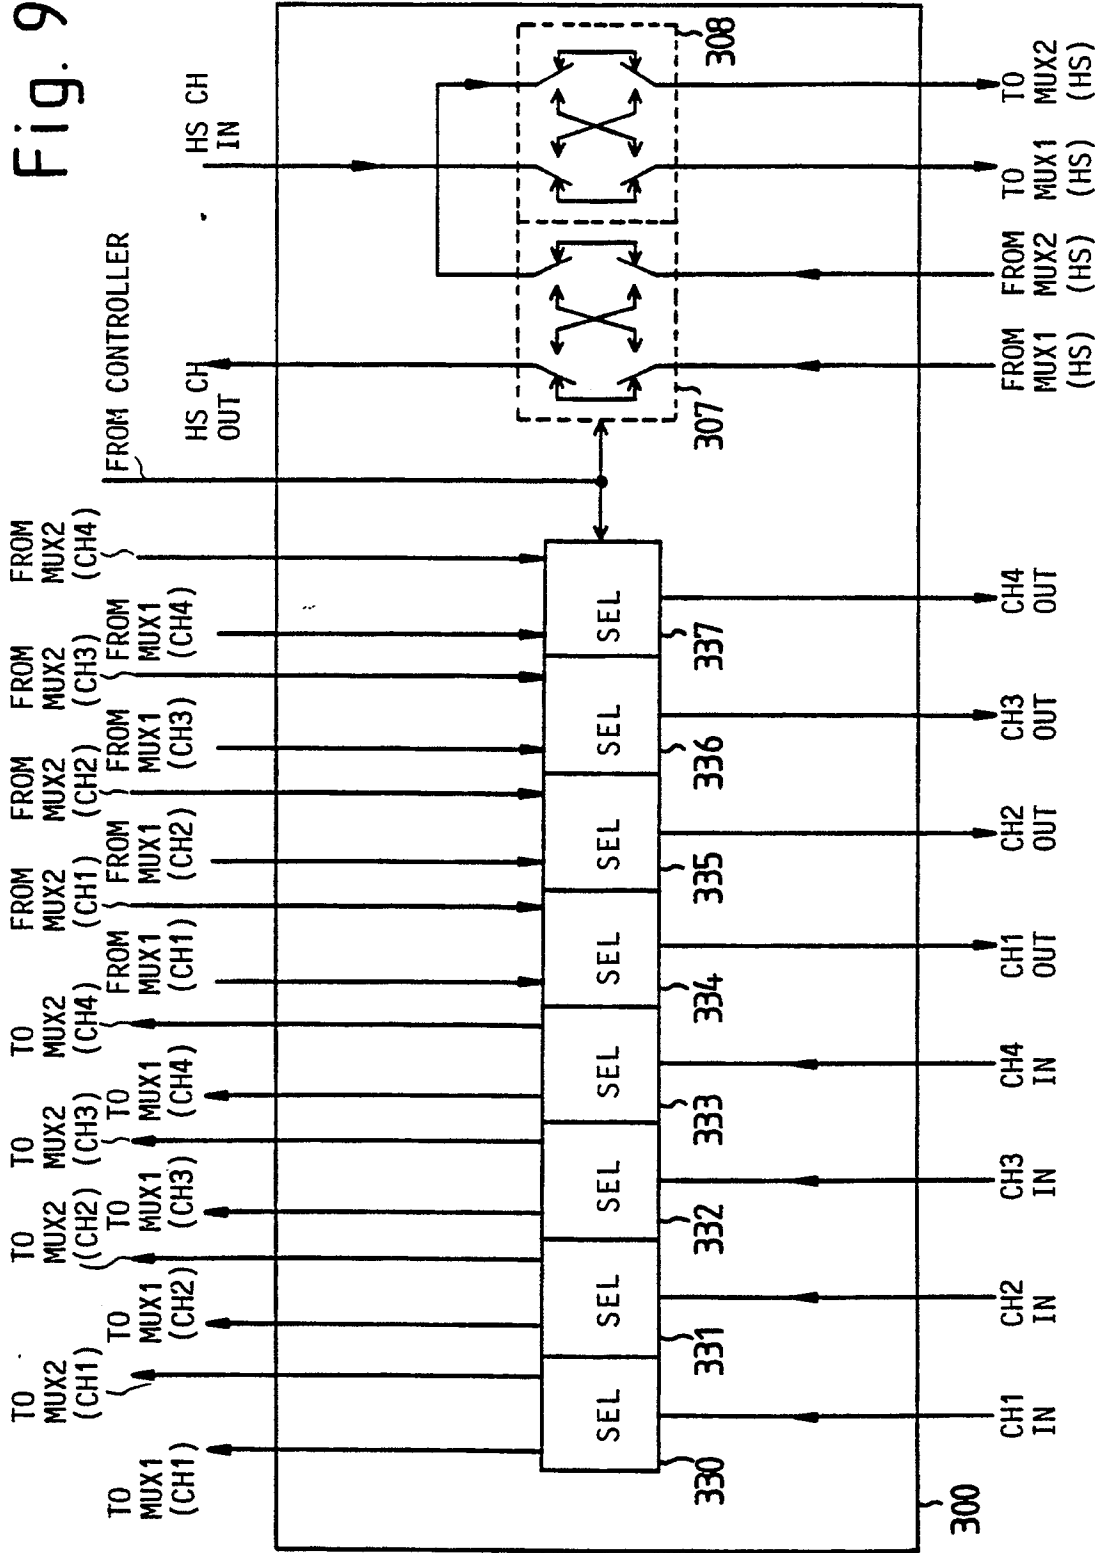 Fig. 9
TO
MUX1
(CH1)
TO
MUX2
(CH1)
TO
MUX1
(CH2)
TO
MUX2
(CH2)
TO
MUX1
(CH3)
TO
MUX2
(CH3)
TO
MUX1
(CH4)
TO
MUX2
(CH4)
FROM
MUX1
(CH1)
FROM
MUX2
(CH1)
FROM
MUX1
(CH2)
FROM
MUX2
(CH2)
FROM
MUX1
(CH3)
FROM
MUX2
(CH3)
FROM
MUX1
(CH4)
FROM
MUX2
(CH4)
FROM CONTROLLER
HS CH
OUT
HS CH
IN
SEL
SEL
SEL
SEL
SEL
SEL
SEL
SEL
330
331
332
333
334
335
336
337
307
308
CH1
IN
CH2
IN
CH3
IN
CH4
IN
CH1
OUT
CH2
OUT
CH3
OUT
CH4
OUT
FROM
MUX1
(HS)
FROM
MUX2
(HS)
TO
MUX1
(HS)
TO
MUX2
(HS)
300